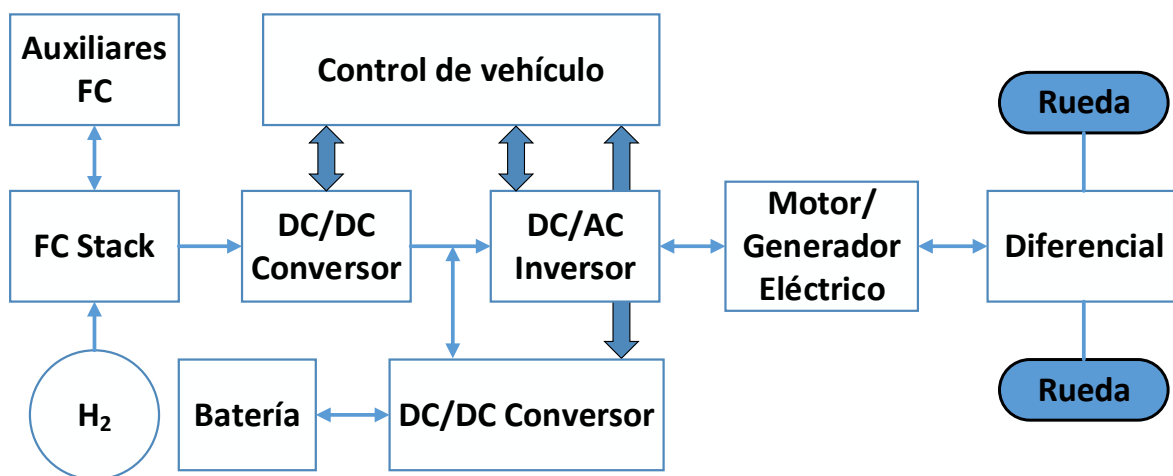 Auxiliares
FC
Control de vehículo
Rueda
FC Stack
DC/DC
Conversor
DC/AC
Inversor
Motor/
Generador
Eléctrico
Diferencial
H₂
Batería
DC/DC Conversor
Rueda